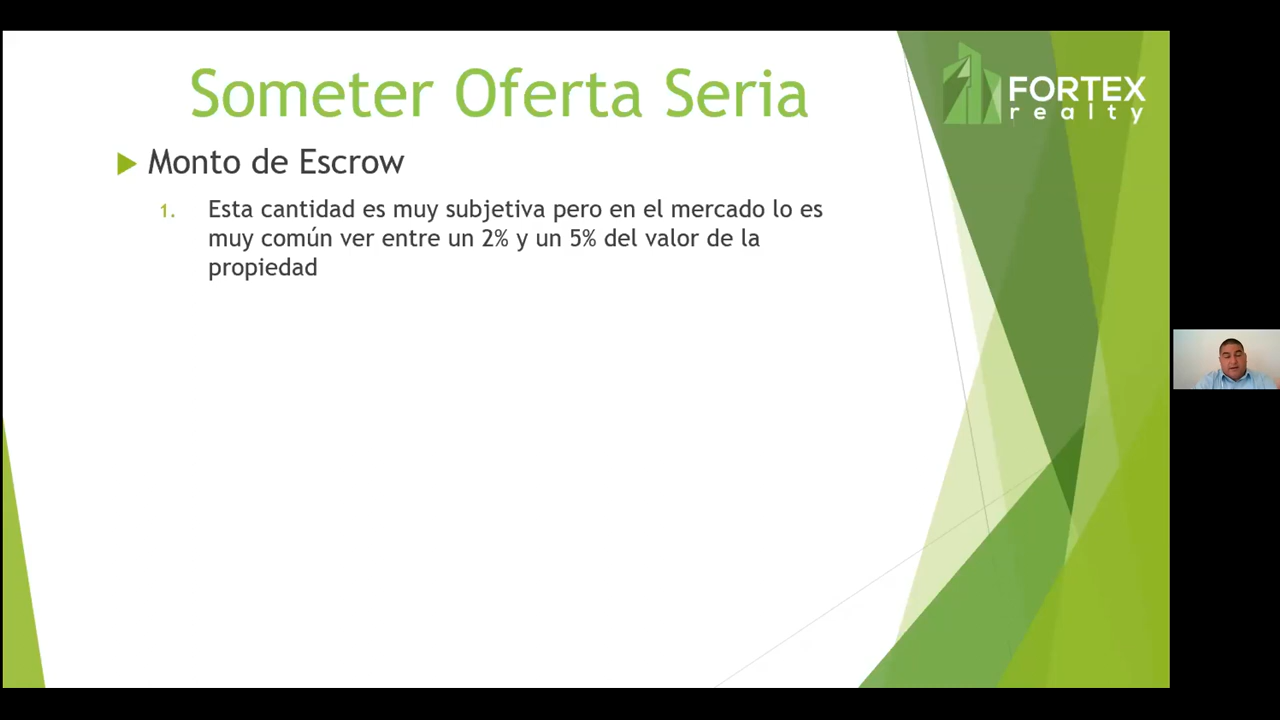 Someter Oferta Seria
FORTEX
realty
Monto de Escrow
1. Esta cantidad es muy subjetiva pero en el mercado lo es
muy común ver entre un 2% y un 5% del valor de la
propiedad